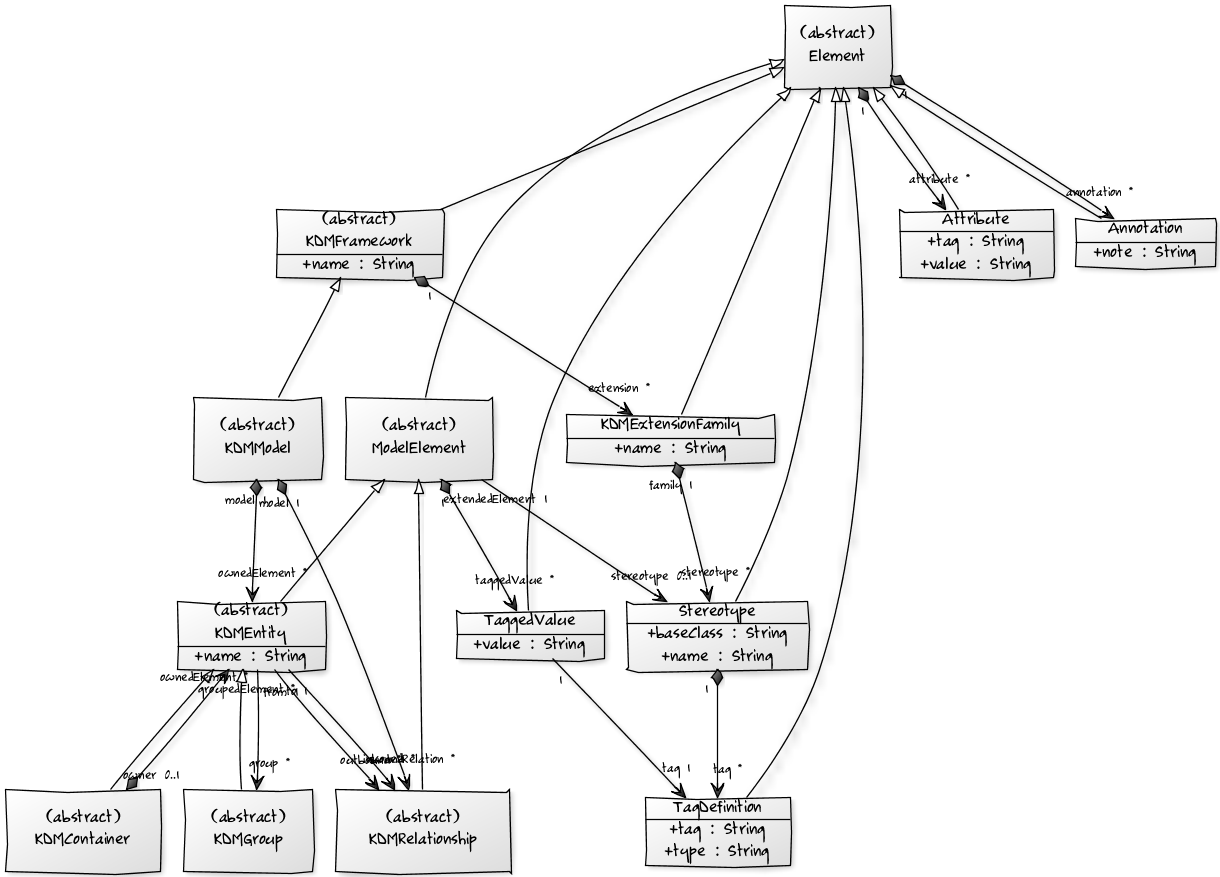 (abstract)
Element
attribute *
annotation *
1
(abstract)
KDMFramework
+name : String
1
Attribute
+tag : String
+value : String
Annotation
+note : String
extension *
(abstract)
KDMModel
(abstract)
ModelElement
KDMExtensionFamily
+name : String
model
model 1
extendedElement 1
family 1
ownedElement *
taggedValue *
stereotype 0..1
stereotype *
(abstract)
KDMEntity
+name : String
TaggedValue
+value : String
Stereotype
+baseClass : String
+name : String
ownedElement
groupedElement *
1
1
owner 0..1
group *
tag 1
tag *
(abstract)
KDMContainer
(abstract)
KDMGroup
(abstract)
KDMRelationship
TagDefinition
+tag : String
+type : String